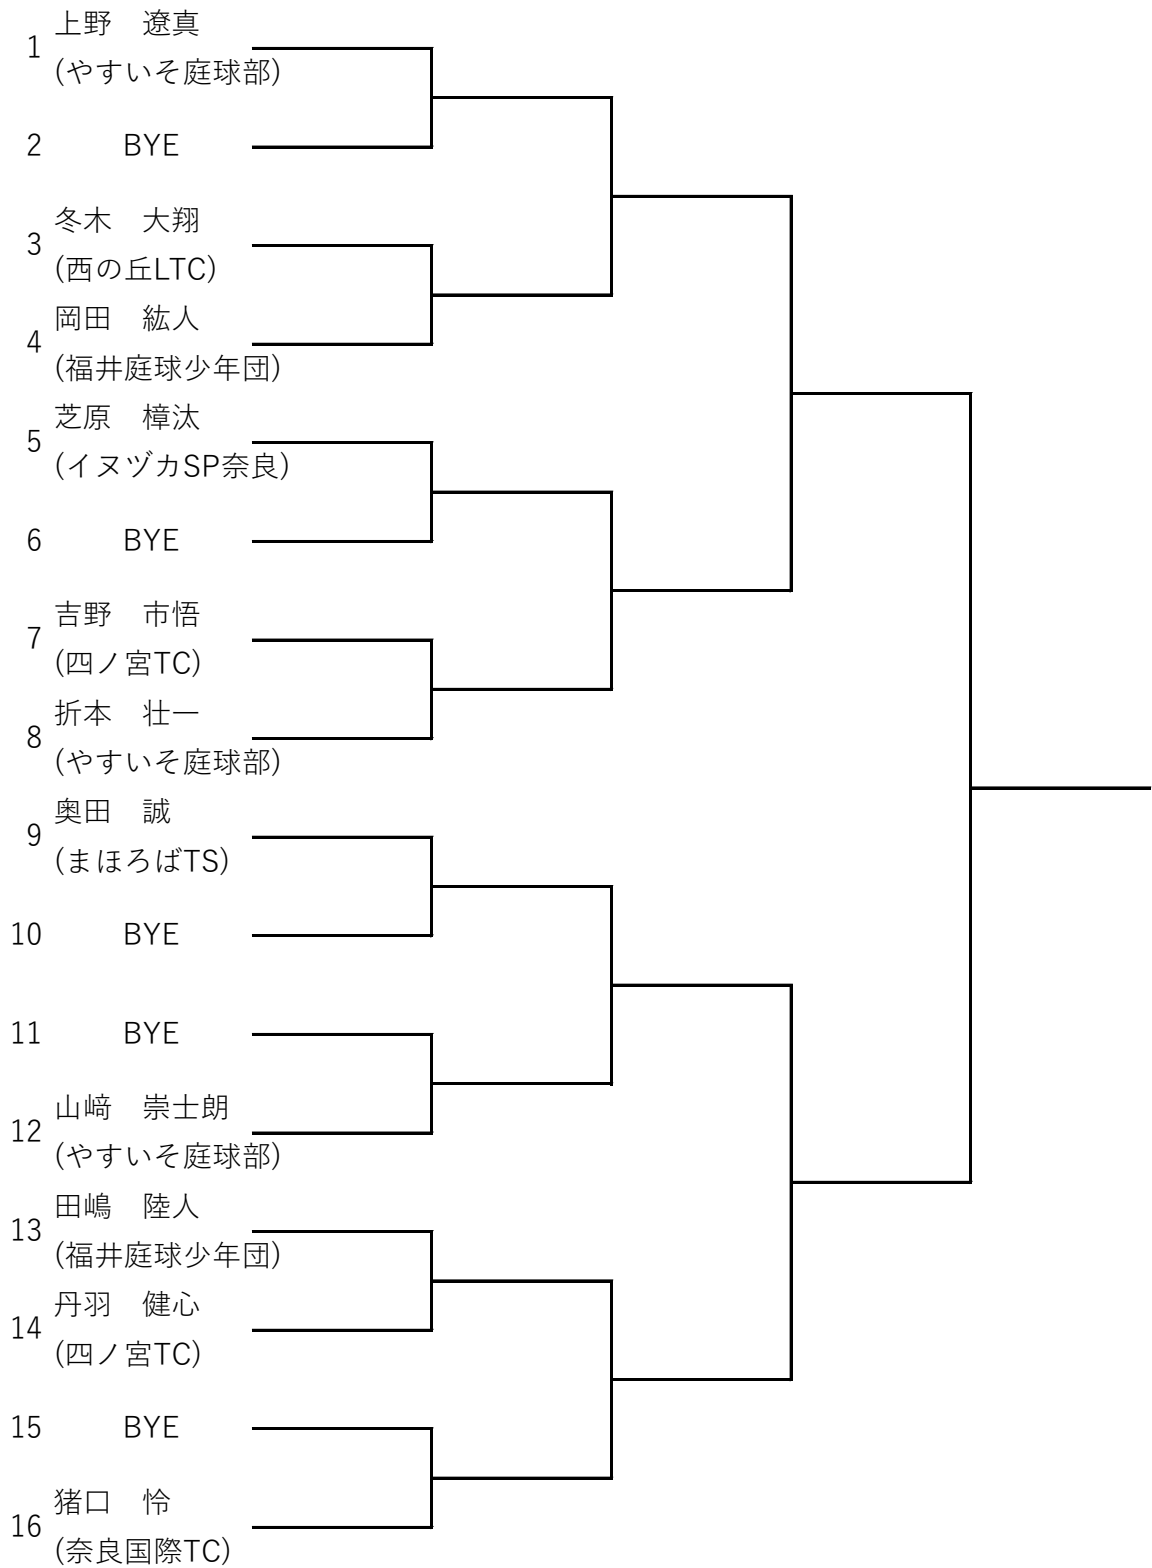 上野　遼真
1
(やすいそ庭球部)
2 BYE
冬木　大翔
3
(西の丘LTC)
岡田　紘人
4
(福井庭球少年団)
芝原　樟汰
5
(イヌヅカSP奈良)
6 BYE
吉野　市悟
7
(四ノ宮TC)
折本　壮一
8
(やすいそ庭球部)
奥田　誠
9
(まほろばTS)
10 BYE
11 BYE
山﨑　崇士朗
12
(やすいそ庭球部)
田嶋　陸人
13
(福井庭球少年団)
丹羽　健心
14
(四ノ宮TC)
15 BYE
猪口　怜
16
(奈良国際TC)